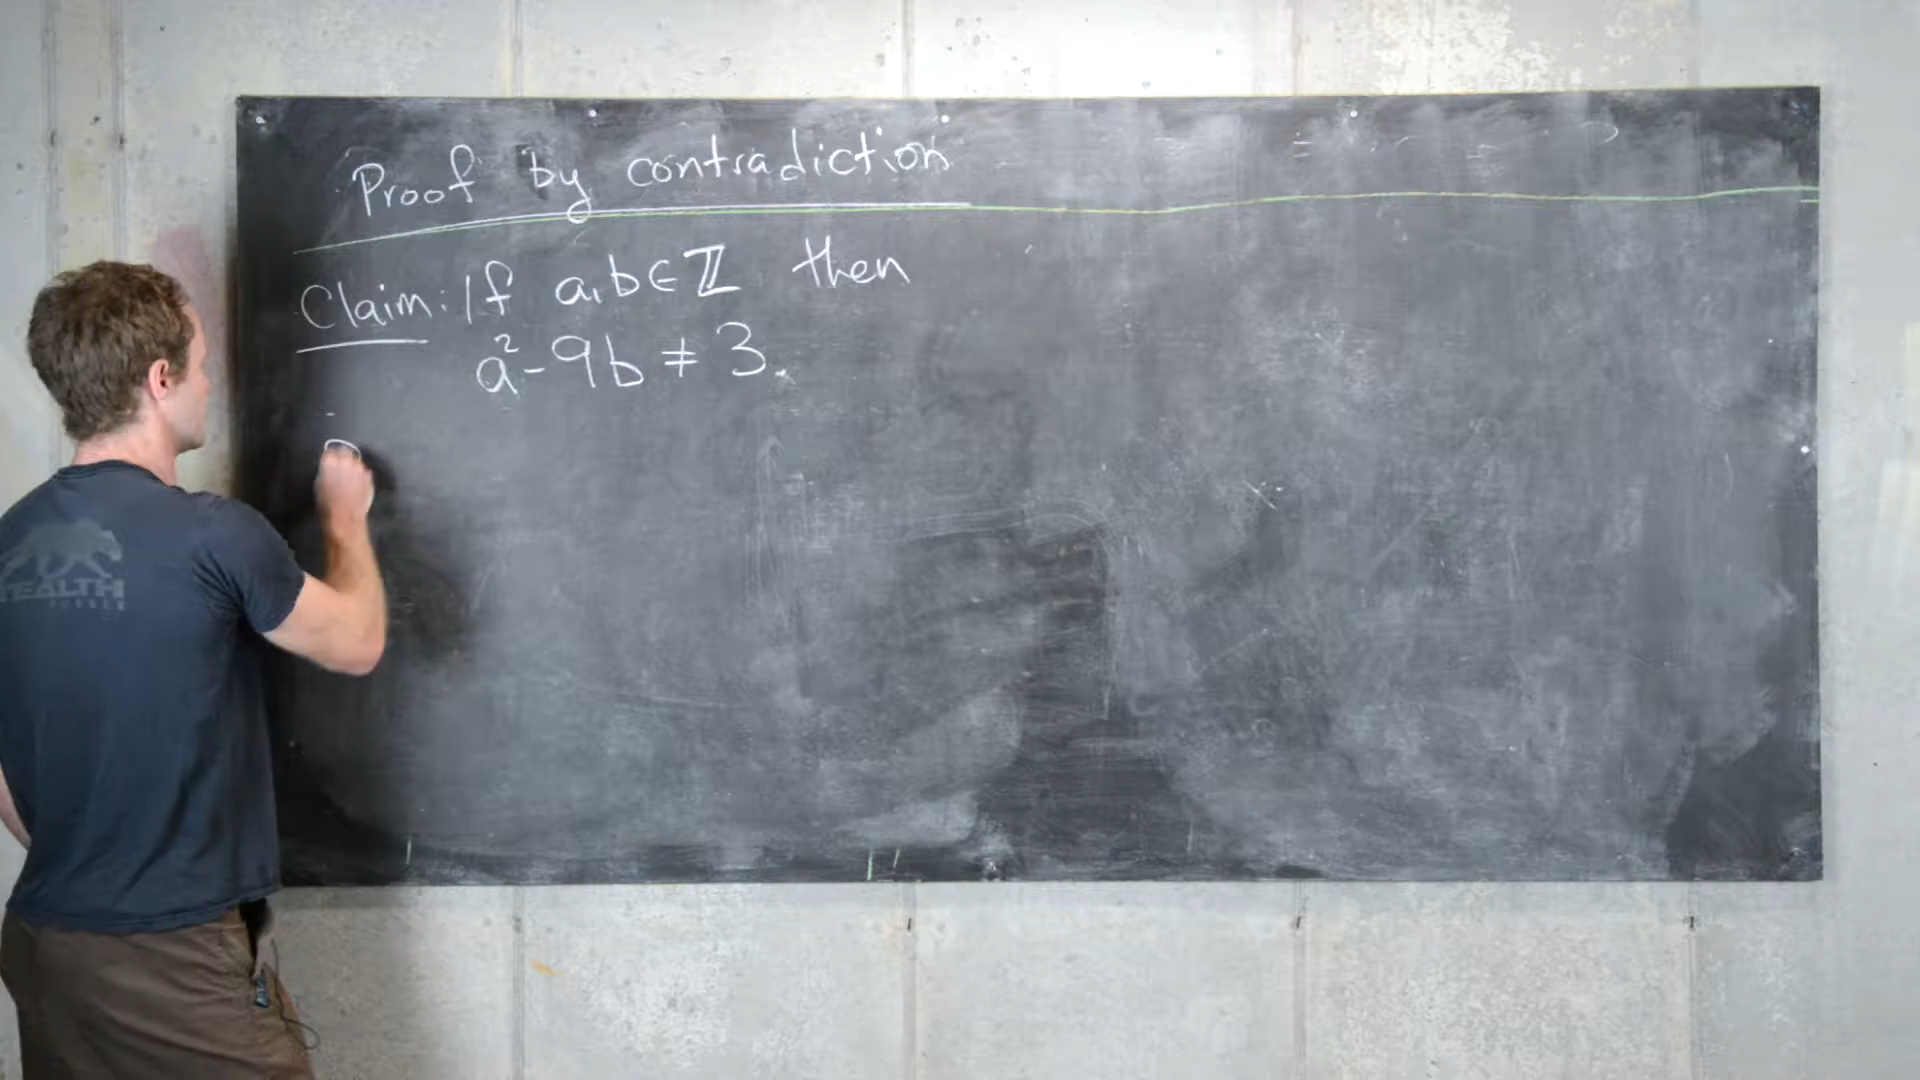 Proof by contradiction
Claim: If a,b∈ℤ then
a²-9b ≠ 3.